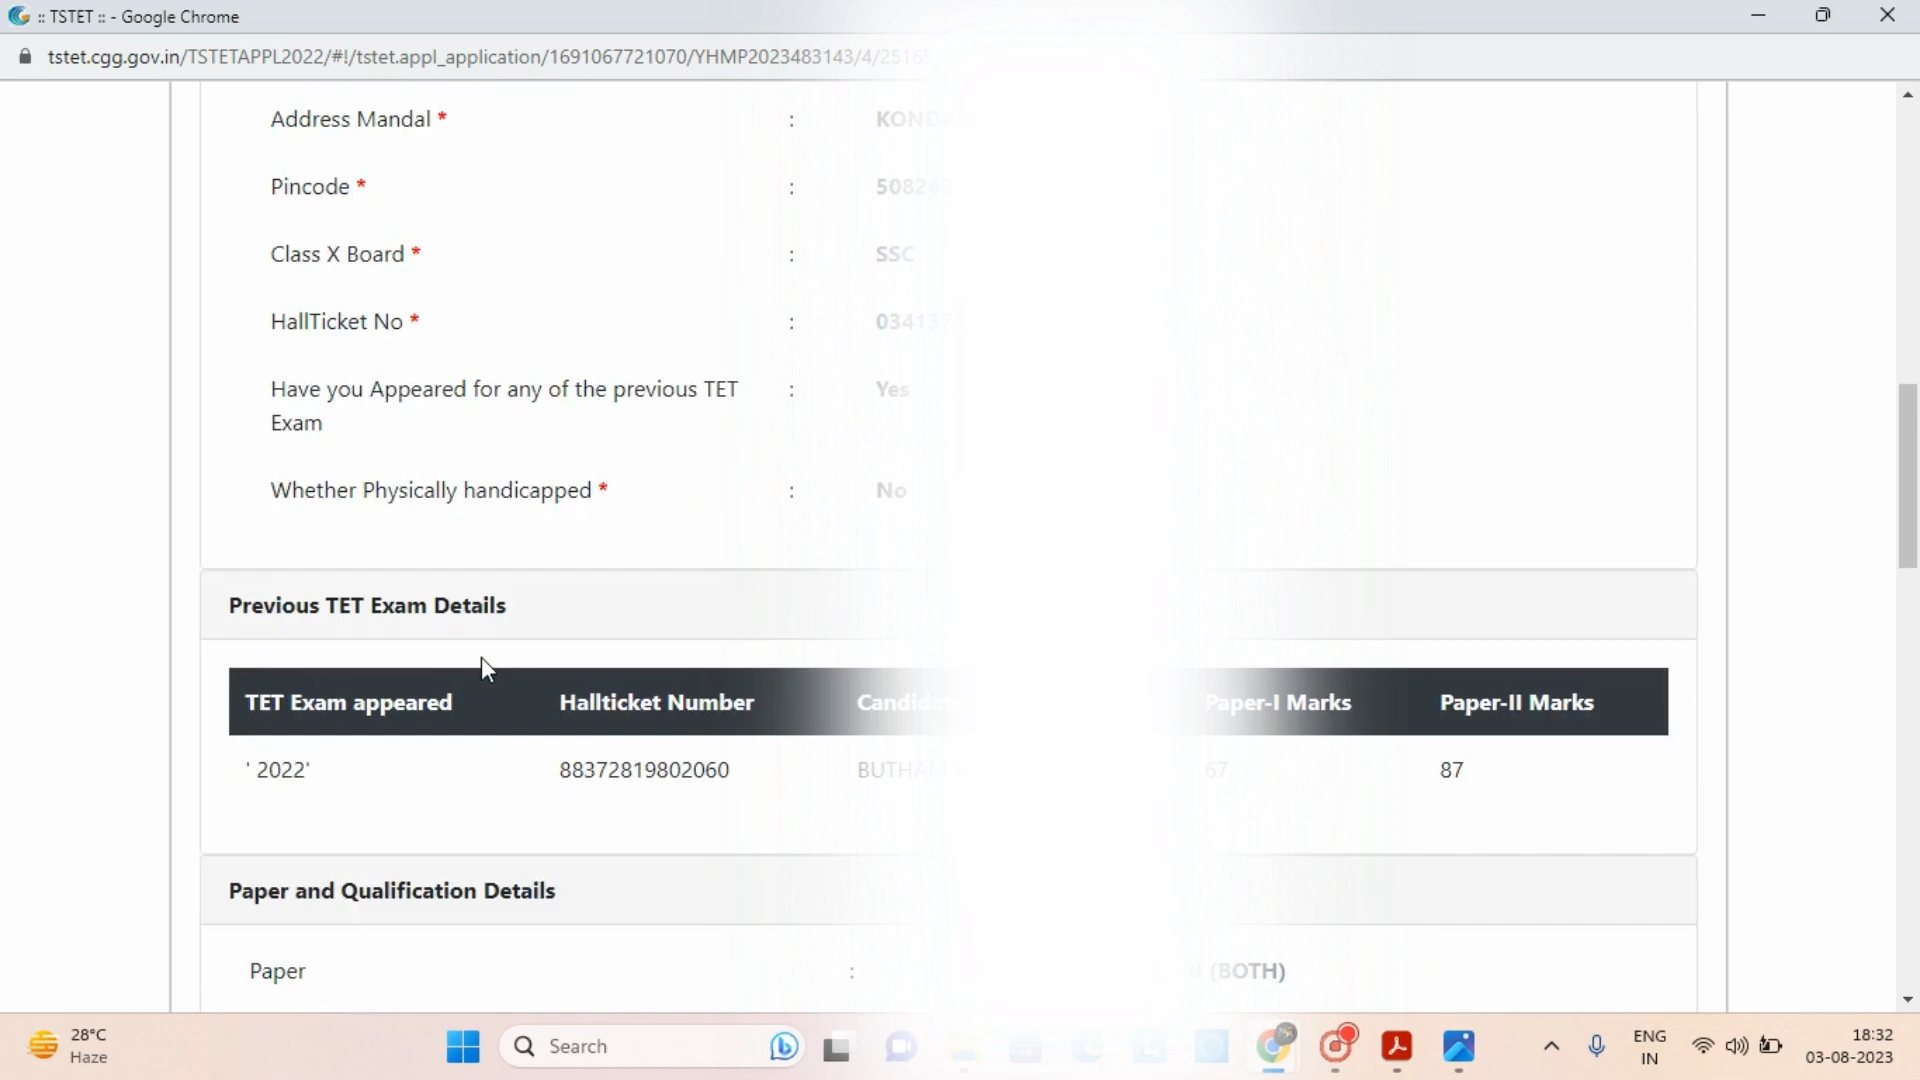 :: TSTET :: - Google Chrome
tstet.cgg.gov.in/TSTETAPPL2022/#!/tstet.appl_application/1691067721070/YHMP2023483143/4/25165
Address Mandal * :
Pincode * :
Class X Board * : SSC
HallTicket No * :
Have you Appeared for any of the previous TET : Yes
Exam
Whether Physically handicapped * : No
Previous TET Exam Details
TET Exam appeared Hallticket Number Paper-I Marks Paper-II Marks
' 2022' 88372819802060 67 87
Paper and Qualification Details
Paper : (BOTH)
28°C
Haze
Search
ENG
IN
18:32
03-08-2023